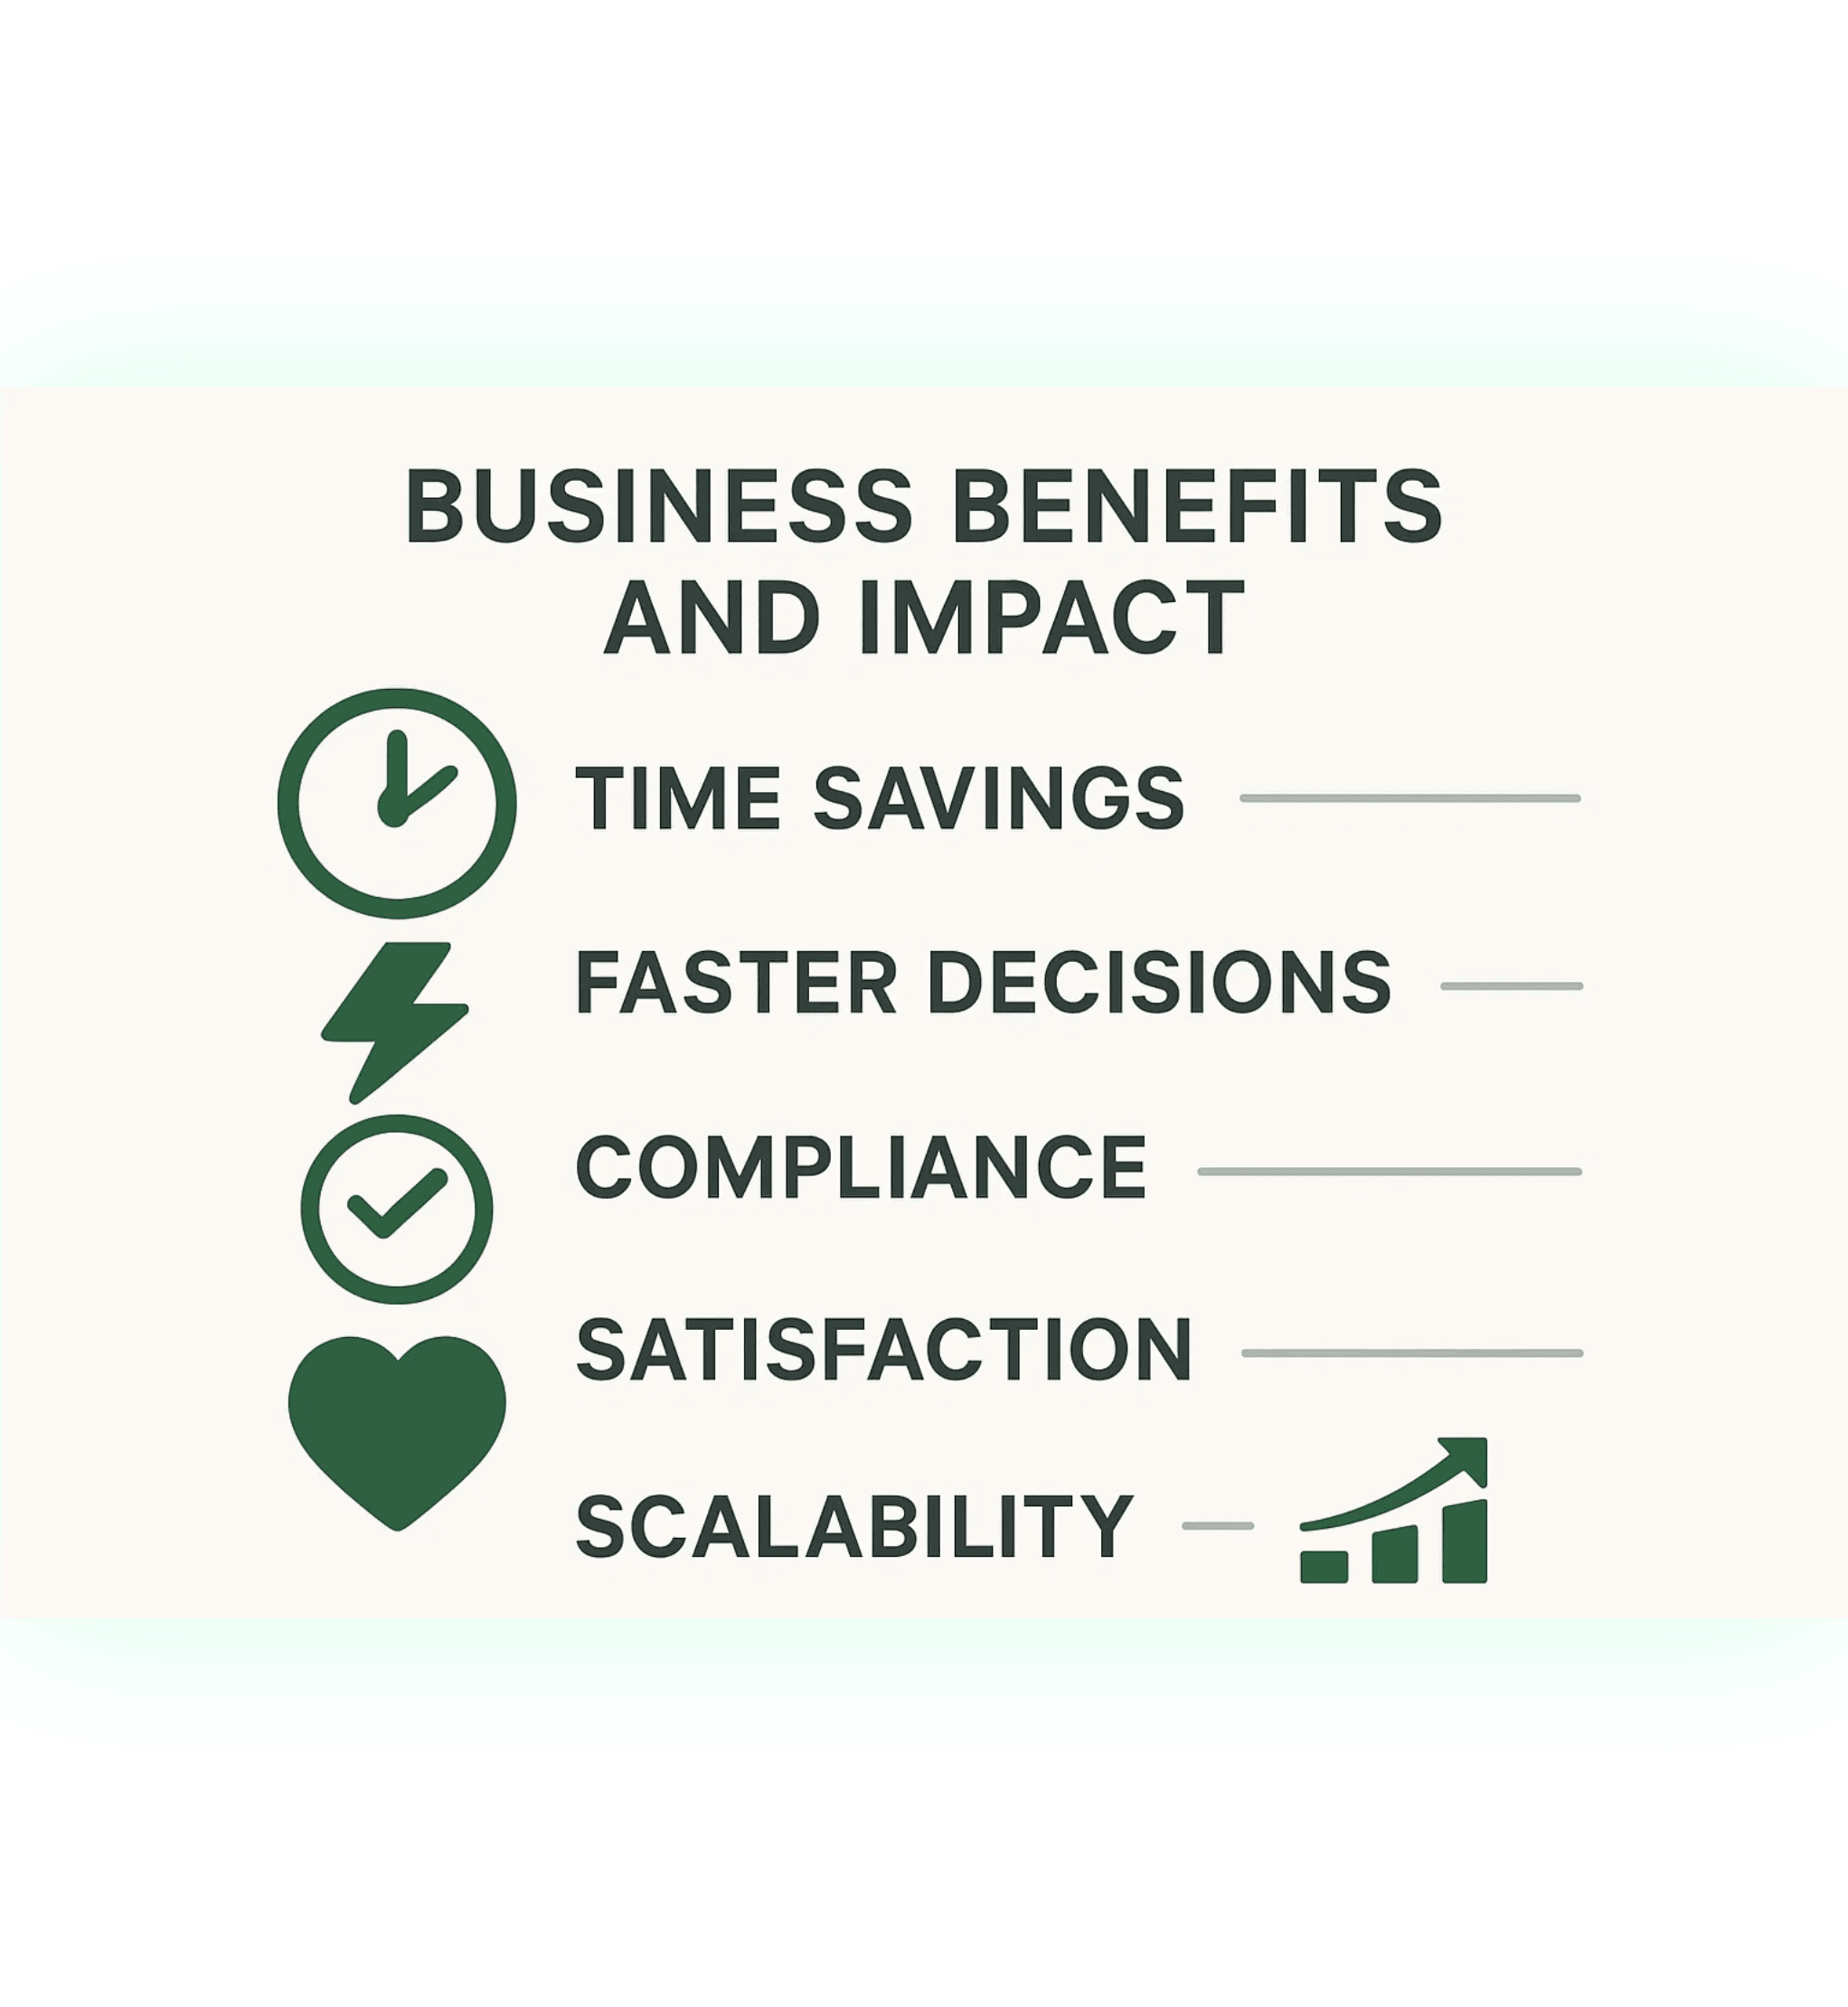 BUSINESS BENEFITS
AND IMPACT
TIME SAVINGS
FASTER DECISIONS
COMPLIANCE
SATISFACTION
SCALABILITY